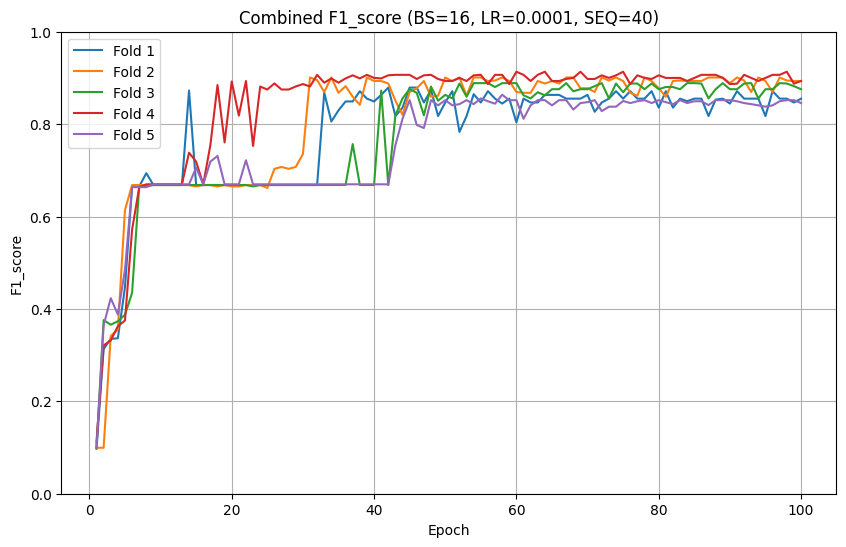 Combined F1_score (BS=16, LR=0.0001, SEQ=40)
Fold 1
Fold 2
Fold 3
Fold 4
Fold 5
F1_score
1.0
0.8
0.6
0.4
0.2
0.0
0 20 40 60 80 100
Epoch